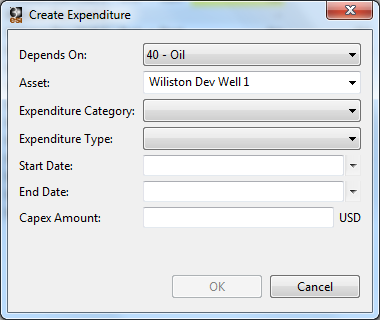 Create Expenditure
Depends On: 40 - Oil
Asset: Wiliston Dev Well 1
Expenditure Category:
Expenditure Type:
Start Date:
End Date:
Capex Amount: USD
OK Cancel